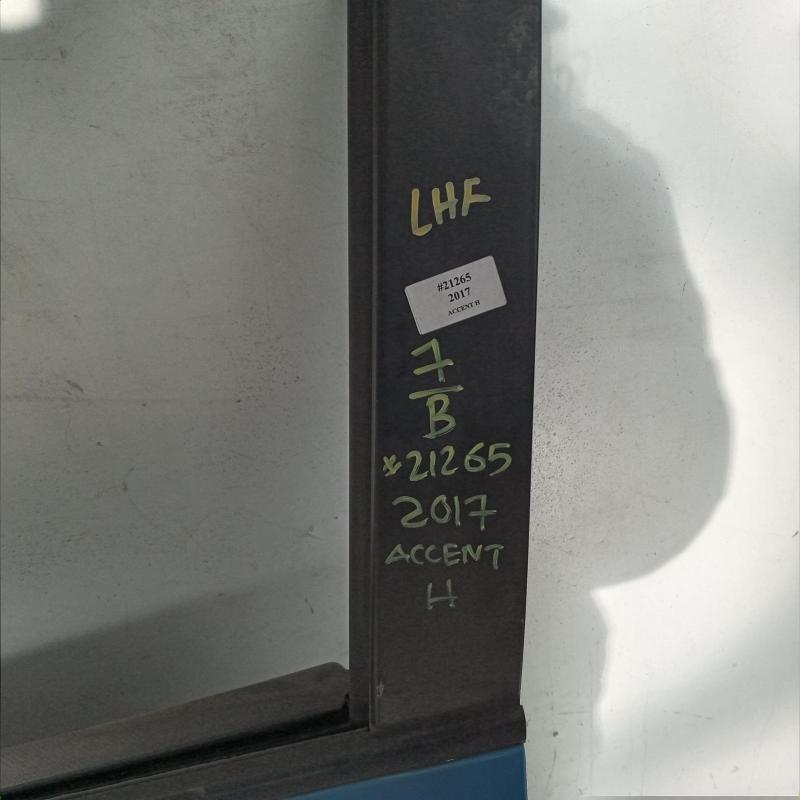 LHF
#21265
2017
ACCENT H
7
B
*21265
2017
ACCENT
H